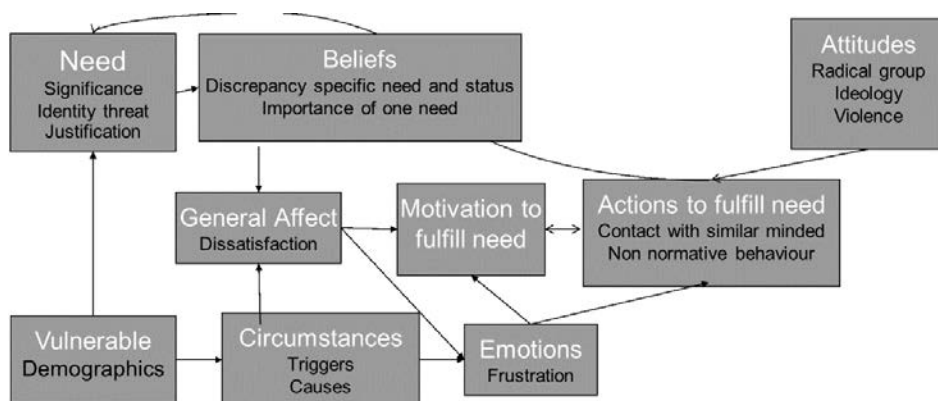 Need
Significance
Identity threat
Justification
Beliefs
Discrepancy specific need and status
Importance of one need
Attitudes
Radical group
Ideology
Violence
General Affect
Dissatisfaction
Motivation to
fulfill need
Actions to fulfill need
Contact with similar minded
Non normative behaviour
Vulnerable
Demographics
Circumstances
Triggers
Causes
Emotions
Frustration